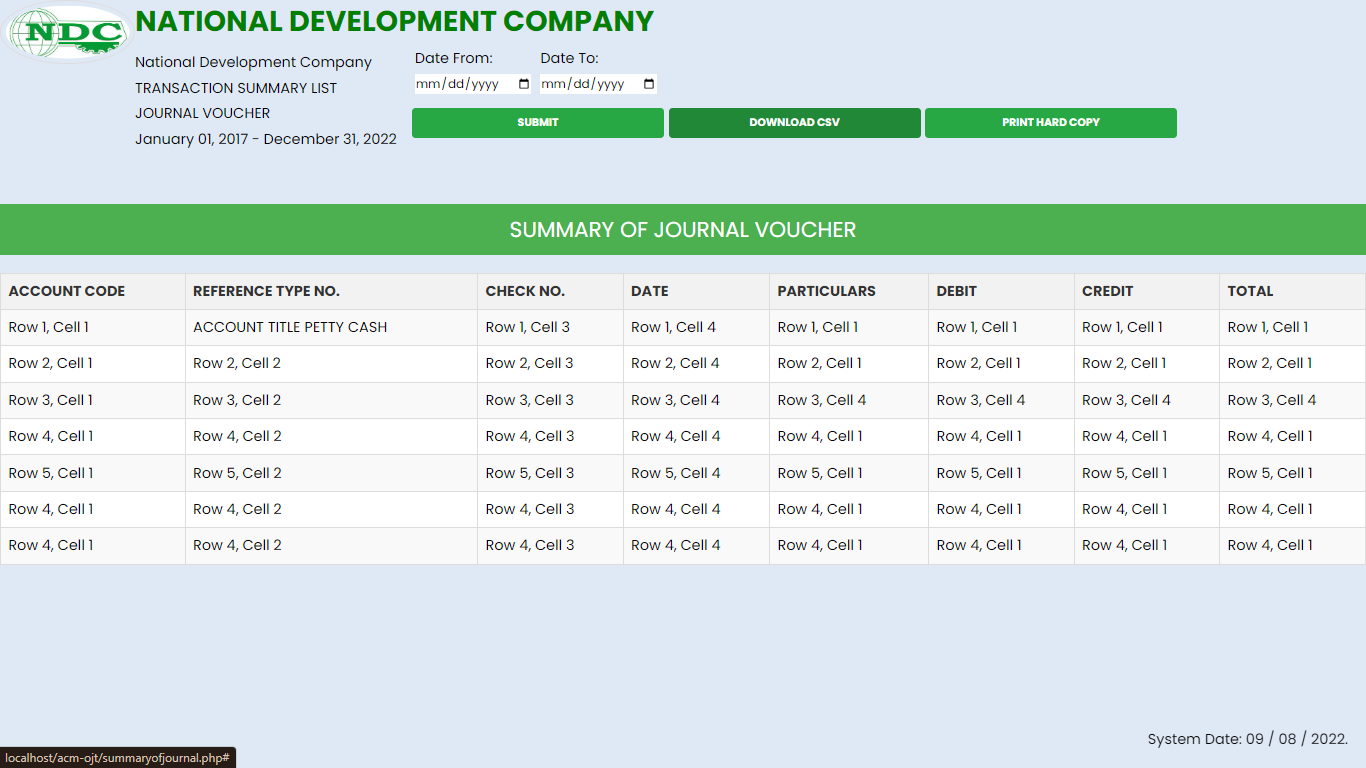 NDC
NATIONAL DEVELOPMENT COMPANY
National Development Company
TRANSACTION SUMMARY LIST
JOURNAL VOUCHER
January 01, 2017 - December 31, 2022
Date From: Date To:
mm/dd/yyyy mm/dd/yyyy
SUBMIT DOWNLOAD CSV PRINT HARD COPY
SUMMARY OF JOURNAL VOUCHER
ACCOUNT CODE REFERENCE TYPE NO. CHECK NO. DATE PARTICULARS DEBIT CREDIT TOTAL
Row 1, Cell 1 ACCOUNT TITLE PETTY CASH Row 1, Cell 3 Row 1, Cell 4 Row 1, Cell 1 Row 1, Cell 1 Row 1, Cell 1 Row 1, Cell 1
Row 2, Cell 1 Row 2, Cell 2 Row 2, Cell 3 Row 2, Cell 4 Row 2, Cell 1 Row 2, Cell 1 Row 2, Cell 1 Row 2, Cell 1
Row 3, Cell 1 Row 3, Cell 2 Row 3, Cell 3 Row 3, Cell 4 Row 3, Cell 4 Row 3, Cell 4 Row 3, Cell 4 Row 3, Cell 4
Row 4, Cell 1 Row 4, Cell 2 Row 4, Cell 3 Row 4, Cell 4 Row 4, Cell 1 Row 4, Cell 1 Row 4, Cell 1 Row 4, Cell 1
Row 5, Cell 1 Row 5, Cell 2 Row 5, Cell 3 Row 5, Cell 4 Row 5, Cell 1 Row 5, Cell 1 Row 5, Cell 1 Row 5, Cell 1
Row 4, Cell 1 Row 4, Cell 2 Row 4, Cell 3 Row 4, Cell 4 Row 4, Cell 1 Row 4, Cell 1 Row 4, Cell 1 Row 4, Cell 1
Row 4, Cell 1 Row 4, Cell 2 Row 4, Cell 3 Row 4, Cell 4 Row 4, Cell 1 Row 4, Cell 1 Row 4, Cell 1 Row 4, Cell 1
System Date: 09 / 08 / 2022.
localhost/acm-ojt/summaryofjournal.php#